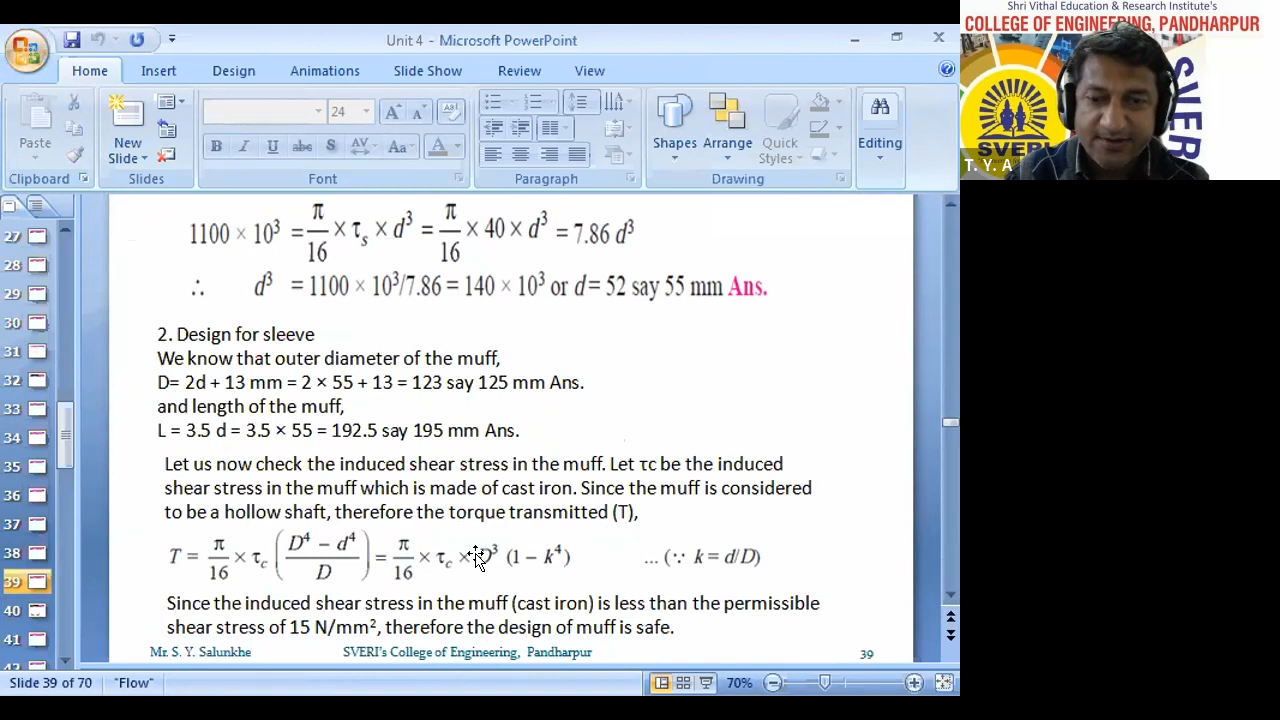 Unit 4 - Microsoft PowerPoint
Home Insert Design Animations Slide Show Review View
Paste
New
Slide
24
B I U abc S AV Aa A
Shapes Arrange Quick
Styles
Editing
Clipboard Slides Font Paragraph Drawing
27
28
29
30
31
32
33
34
35
36
37
38
39
40
41
1100 × 10³ = π/16 × τs × d³ = π/16 × 40 × d³ = 7.86 d³
∴ d³ = 1100 × 10³/7.86 = 140 × 10³ or d = 52 say 55 mm Ans.
2. Design for sleeve
We know that outer diameter of the muff,
D= 2d + 13 mm = 2 × 55 + 13 = 123 say 125 mm Ans.
and length of the muff,
L = 3.5 d = 3.5 × 55 = 192.5 say 195 mm Ans.
Let us now check the induced shear stress in the muff. Let τc be the induced
shear stress in the muff which is made of cast iron. Since the muff is considered
to be a hollow shaft, therefore the torque transmitted (T),
T = π/16 × τc (D⁴ − d⁴/D) = π/16 × τc × D³ (1 − k⁴) ... (∵ k = d/D)
Since the induced shear stress in the muff (cast iron) is less than the permissible
shear stress of 15 N/mm², therefore the design of muff is safe.
Mr. S. Y. Salunkhe SVERI's College of Engineering, Pandharpur 39
Slide 39 of 70 "Flow" 70%
Shri Vithal Education & Research Institute's
COLLEGE OF ENGINEERING, PANDHARPUR
SVERI
SVERI
T. Y. A